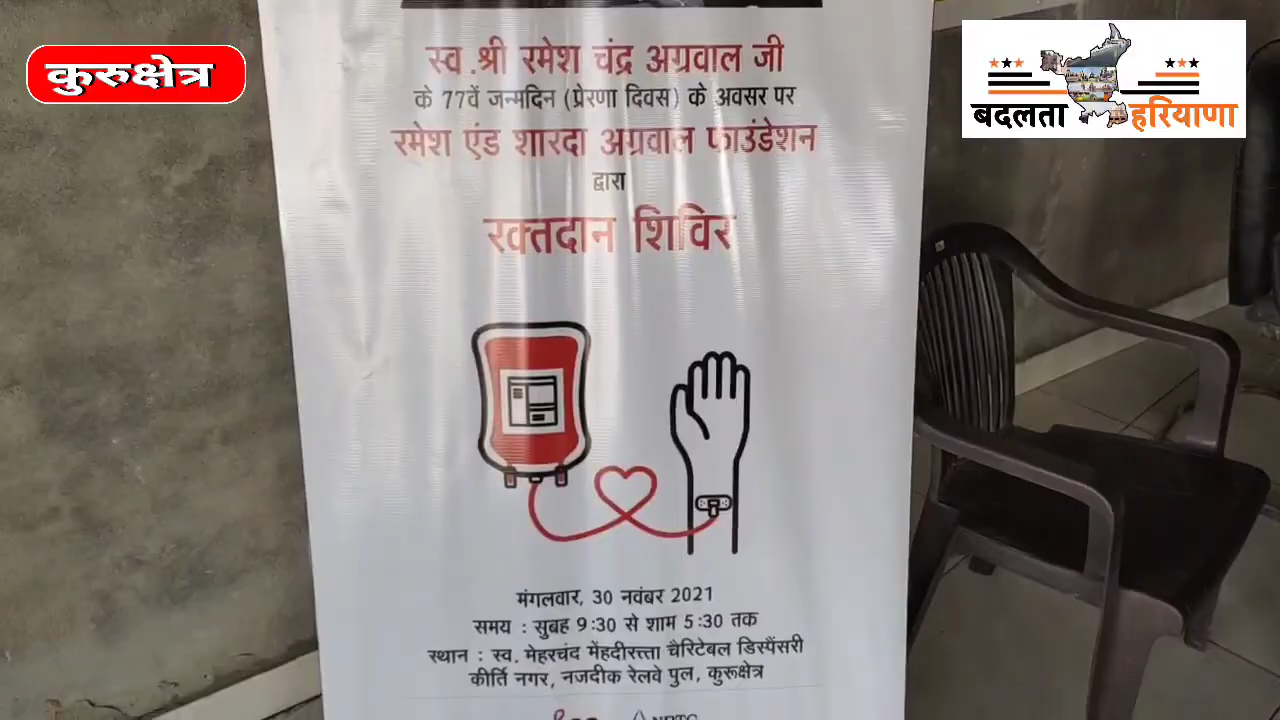 कुरुक्षेत्र
बदलता हरियाणा
स्व .श्री रमेश चंद्र अग्रवाल जी
के 77वें जन्मदिन (प्रेरणा दिवस) के अवसर पर
रमेश एंड शारदा अग्रवाल फाउंडेशन
द्वारा
रक्तदान शिविर
मंगलवार, 30 नवंबर 2021
समय : सुबह 9:30 से शाम 5:30 तक
स्थान : स्व. मेहरचंद मेंहदीरत्ता चैरिटेबल डिस्पैंसरी
कीर्ति नगर, नजदीक रेलवे पुल, कुरूक्षेत्र